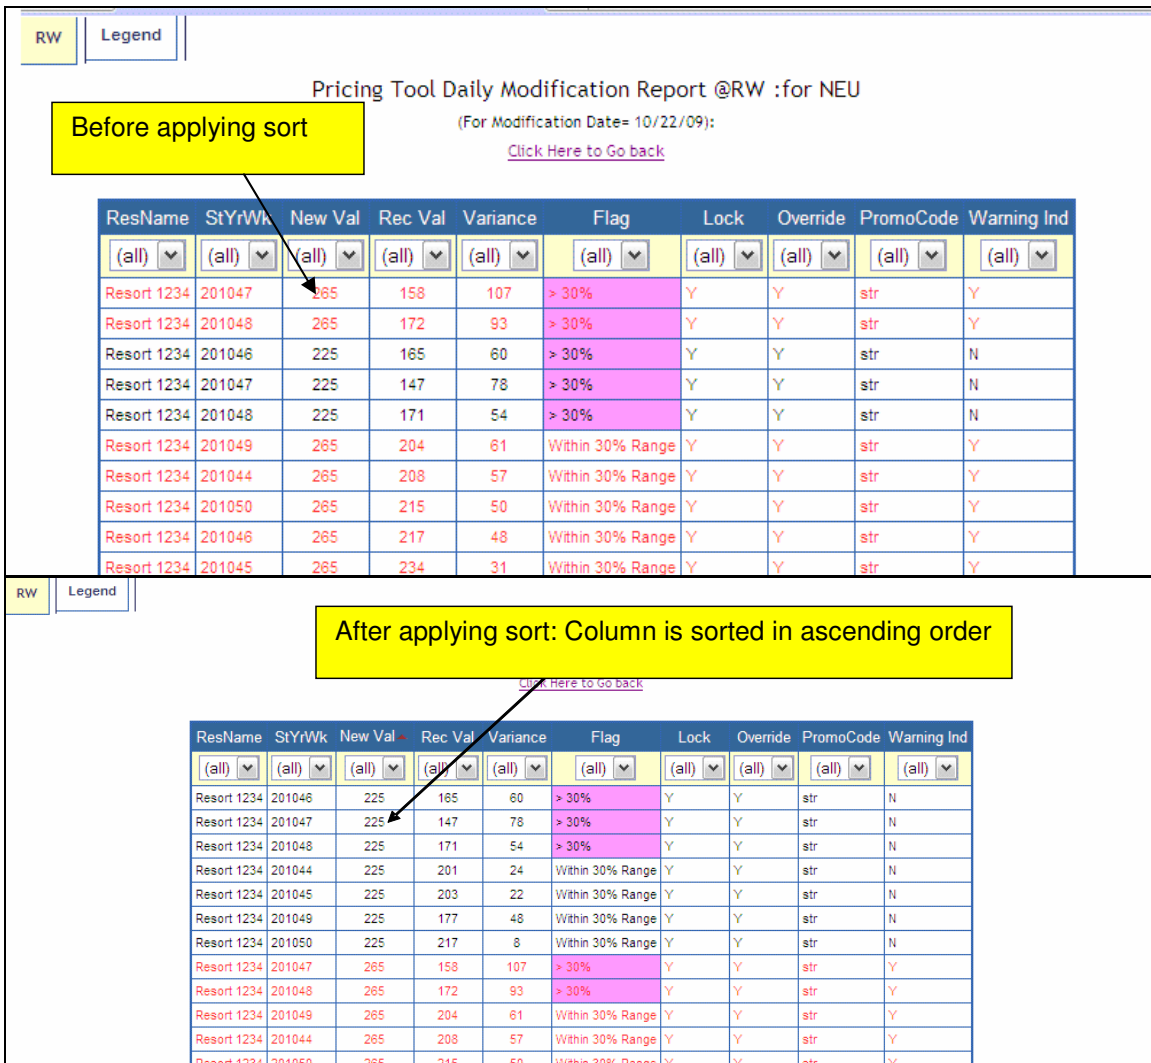 RW Legend
Pricing Tool Daily Modification Report @RW :for NEU
Before applying sort
(For Modification Date= 10/22/09):
Click Here to Go back
ResName StYrWk New Val Rec Val Variance Flag Lock Override PromoCode Warning Ind
(all) (all) (all) (all) (all) (all) (all) (all) (all) (all)
Resort 1234 201047 265 158 107 > 30% Y Y str Y
Resort 1234 201048 265 172 93 > 30% Y Y str Y
Resort 1234 201046 225 165 60 > 30% Y Y str N
Resort 1234 201047 225 147 78 > 30% Y Y str N
Resort 1234 201048 225 171 54 > 30% Y Y str N
Resort 1234 201049 265 204 61 Within 30% Range Y Y str Y
Resort 1234 201044 265 208 57 Within 30% Range Y Y str Y
Resort 1234 201050 265 215 50 Within 30% Range Y Y str Y
Resort 1234 201046 265 217 48 Within 30% Range Y Y str Y
Resort 1234 201045 265 234 31 Within 30% Range Y Y str Y
RW Legend
After applying sort: Column is sorted in ascending order
Click Here to Go back
ResName StYrWk New Val Rec Val Variance Flag Lock Override PromoCode Warning Ind
(all) (all) (all) (all) (all) (all) (all) (all) (all) (all)
Resort 1234 201046 225 165 60 > 30% Y Y str N
Resort 1234 201047 225 147 78 > 30% Y Y str N
Resort 1234 201048 225 171 54 > 30% Y Y str N
Resort 1234 201044 225 201 24 Within 30% Range Y Y str N
Resort 1234 201045 225 203 22 Within 30% Range Y Y str N
Resort 1234 201049 225 177 48 Within 30% Range Y Y str N
Resort 1234 201050 225 217 8 Within 30% Range Y Y str N
Resort 1234 201047 265 158 107 > 30% Y Y str Y
Resort 1234 201048 265 172 93 > 30% Y Y str Y
Resort 1234 201049 265 204 61 Within 30% Range Y Y str Y
Resort 1234 201044 265 208 57 Within 30% Range Y Y str Y
Resort 1234 201050 265 215 50 Within 30% Range Y Y str Y